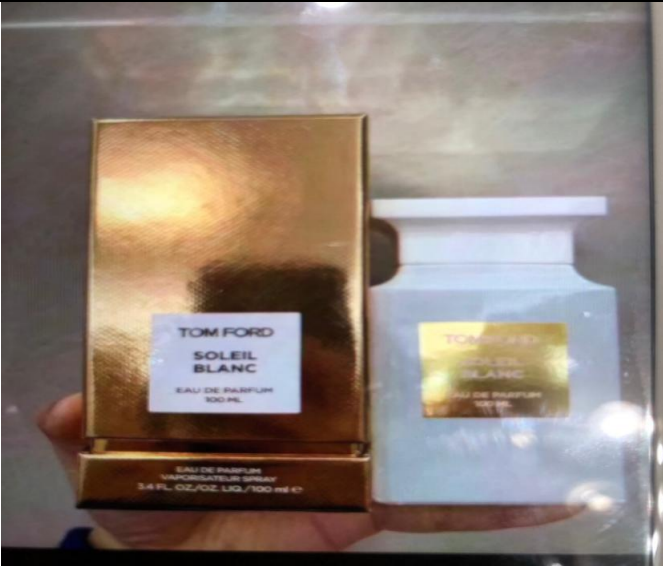 TOM FORD
SOLEIL
BLANC
EAU DE PARFUM
100 ML
EAU DE PARFUM
VAPORISATEUR SPRAY
3.4 FL. OZ./OZ. LIQ./100 ml ℮
TOM FORD
SOLEIL
BLANC
EAU DE PARFUM
100 ML